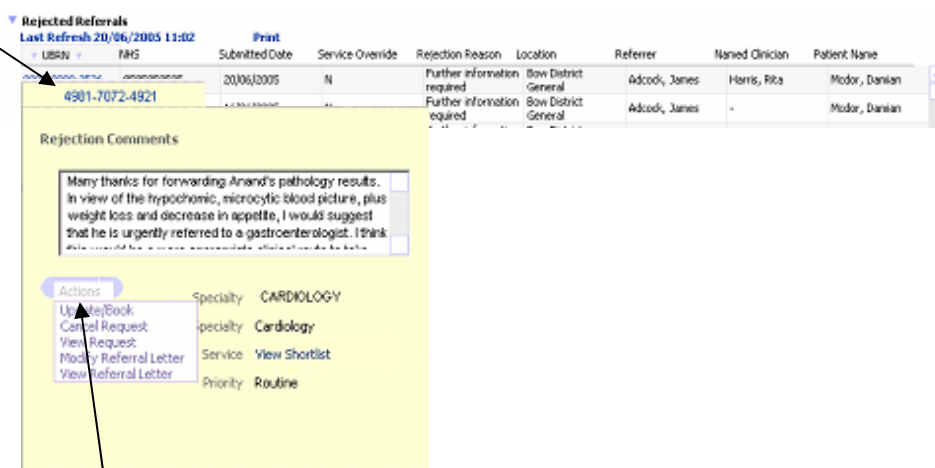 Rejected Referrals
Last Refresh 20/06/2005 11:02 Print
UBRN NHS Submitted Date Service Override Rejection Reason Location Referrer Named Clinician Patient Name
20/06/2005 N Further information required Bow District General Adcock, James Harris, Rita Modor, Damian
Further information required Bow District General Adcock, James - Modor, Damian
4981-7072-4921
Rejection Comments
Many thanks for forwarding Anand's pathology results.
In view of the hypochomic, microcytic blood picture, plus
weight loss and decrease in appetite, I would suggest
that he is urgently referred to a gastroenterologist. I think
Actions
Update/Book
Cancel Request
View Request
Modify Referral Letter
View Referral Letter
Specialty CARDIOLOGY
Specialty Cardiology
Service View Shortlist
Priority Routine